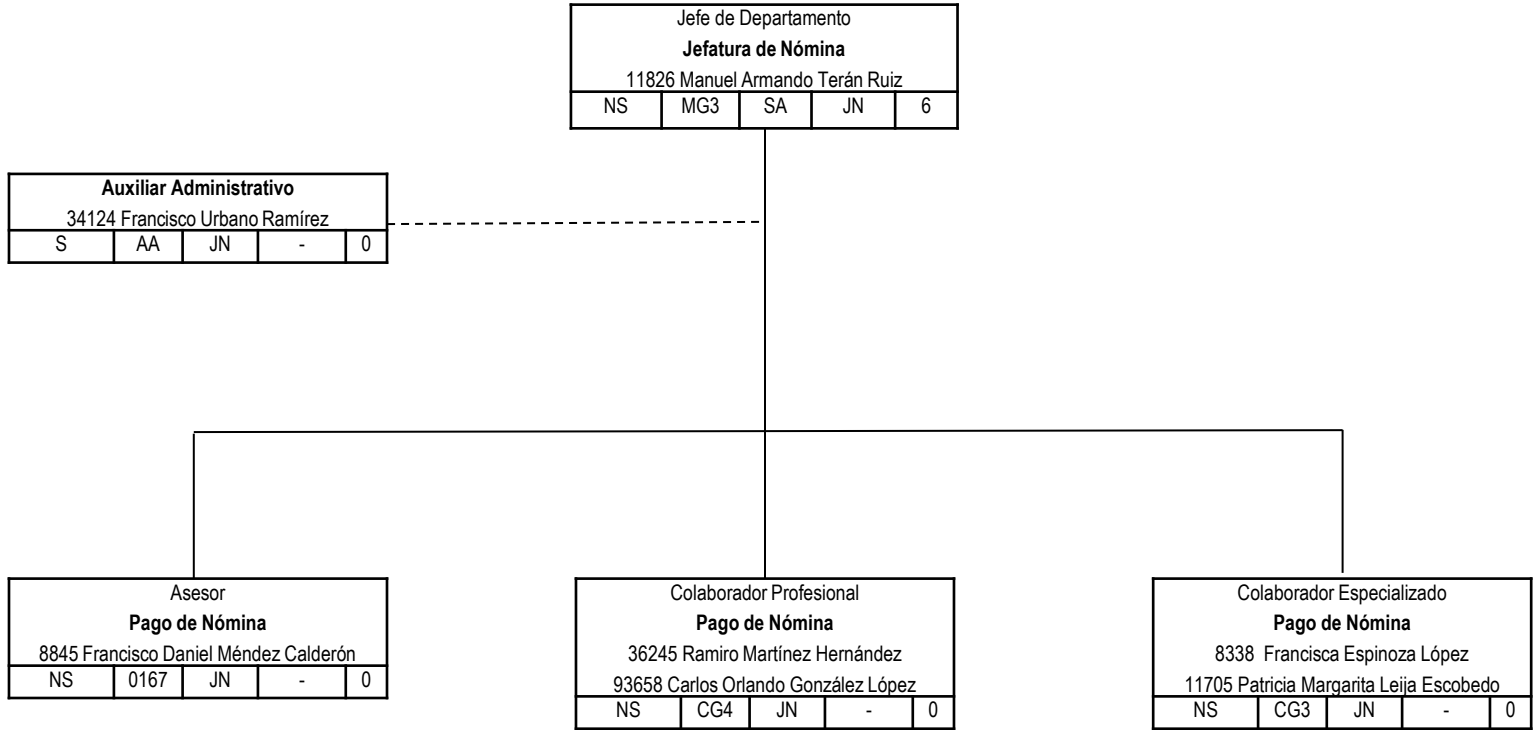 Jefe de Departamento
Jefatura de Nómina
11826 Manuel Armando Terán Ruiz
NS MG3 SA JN 6
Auxiliar Administrativo
34124 Francisco Urbano Ramírez
S AA JN - 0
Asesor
Pago de Nómina
8845 Francisco Daniel Méndez Calderón
NS 0167 JN - 0
Colaborador Profesional
Pago de Nómina
36245 Ramiro Martínez Hernández
93658 Carlos Orlando González López
NS CG4 JN - 0
Colaborador Especializado
Pago de Nómina
8338 Francisca Espinoza López
11705 Patricia Margarita Leija Escobedo
NS CG3 JN - 0